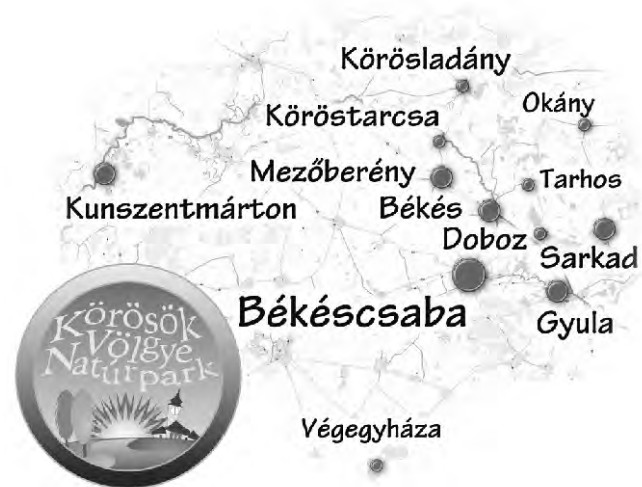 Körösladány
Okány
Köröstarcsa
Mezőberény
Tarhos
Kunszentmárton
Békés
Doboz
Sarkad
Békéscsaba
Gyula
Körösök
Völgye
Naturpark
Végegyháza